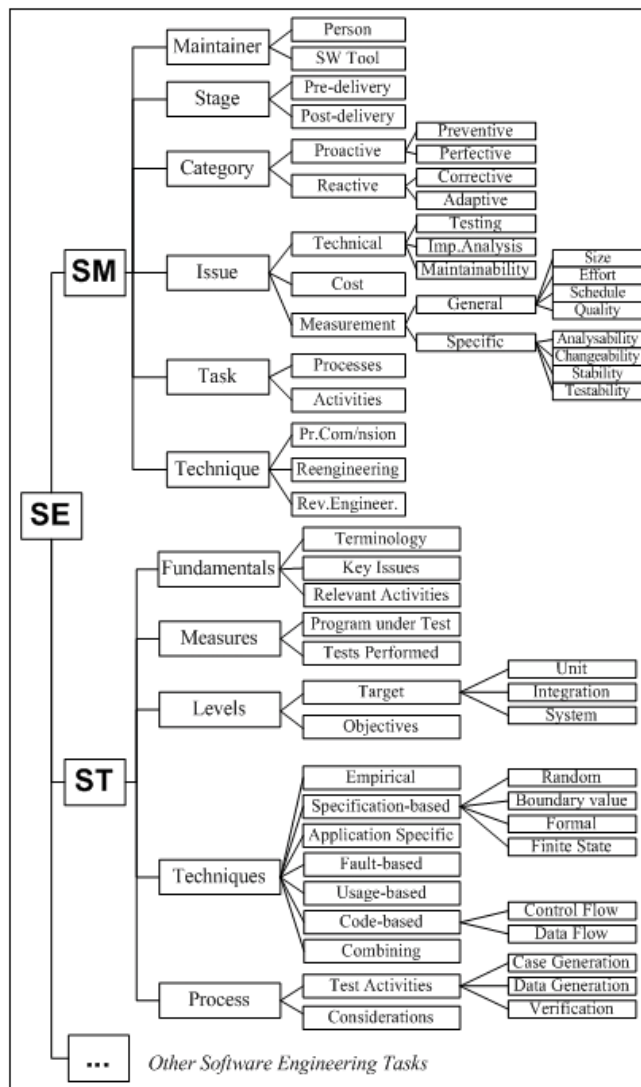 Person
Maintainer
SW Tool
Pre-delivery
Stage
Post-delivery
Preventive
Proactive
Perfective
Category
Corrective
Reactive
Adaptive
Testing
Technical
Imp.Analysis
Size
SM
Issue
Maintainability
Effort
Cost
General
Schedule
Quality
Measurement
Specific
Analysability
Changeability
Stability
Testability
Processes
Task
Activities
Pr.Com/nsion
Technique
Reengineering
Rev.Engineer.
SE
Terminology
Fundamentals
Key Issues
Relevant Activities
Program under Test
Measures
Tests Performed
Unit
Target
Integration
Levels
System
Objectives
ST
Empirical
Random
Specification-based
Boundary value
Application Specific
Formal
Finite State
Techniques
Fault-based
Usage-based
Control Flow
Code-based
Data Flow
Combining
Case Generation
Test Activities
Data Generation
Process
Verification
Considerations
... Other Software Engineering Tasks